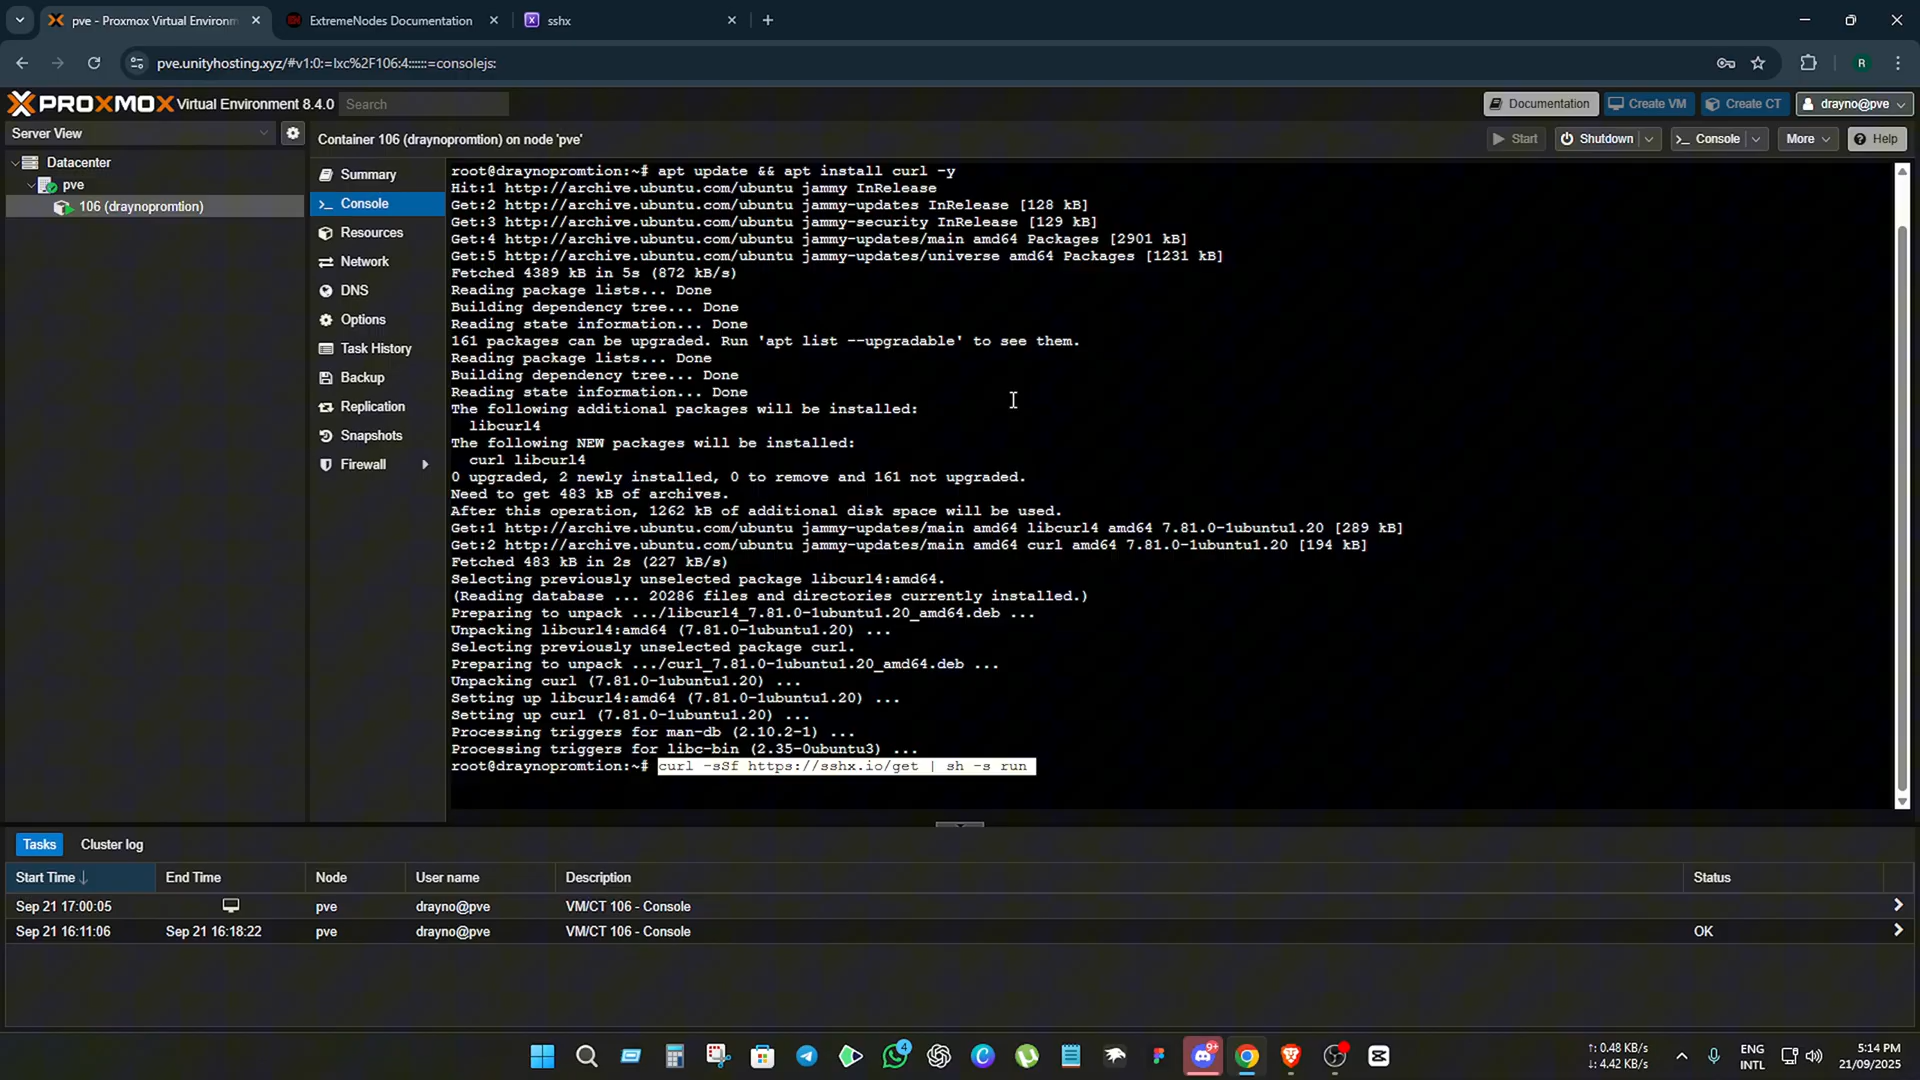 pve - Proxmox Virtual Environm
ExtremeNodes Documentation
sshx
pve.unityhosting.xyz/#v1:0:=lxc%2F106:4::::::=consolejs:
R
PROXMOX Virtual Environment 8.4.0
Search
Documentation
Create VM
Create CT
drayno@pve
Server View
Container 106 (draynopromtion) on node 'pve'
Start
Shutdown
Console
More
Help
Datacenter
pve
106 (draynopromtion)
Summary
Console
Resources
Network
DNS
Options
Task History
Backup
Replication
Snapshots
Firewall
root@draynopromtion:~# apt update && apt install curl -y
Hit:1 http://archive.ubuntu.com/ubuntu jammy InRelease
Get:2 http://archive.ubuntu.com/ubuntu jammy-updates InRelease [128 kB]
Get:3 http://archive.ubuntu.com/ubuntu jammy-security InRelease [129 kB]
Get:4 http://archive.ubuntu.com/ubuntu jammy-updates/main amd64 Packages [2901 kB]
Get:5 http://archive.ubuntu.com/ubuntu jammy-updates/universe amd64 Packages [1231 kB]
Fetched 4389 kB in 5s (872 kB/s)
Reading package lists... Done
Building dependency tree... Done
Reading state information... Done
161 packages can be upgraded. Run 'apt list --upgradable' to see them.
Reading package lists... Done
Building dependency tree... Done
Reading state information... Done
The following additional packages will be installed:
libcurl4
The following NEW packages will be installed:
curl libcurl4
0 upgraded, 2 newly installed, 0 to remove and 161 not upgraded.
Need to get 483 kB of archives.
After this operation, 1262 kB of additional disk space will be used.
Get:1 http://archive.ubuntu.com/ubuntu jammy-updates/main amd64 libcurl4 amd64 7.81.0-1ubuntu1.20 [289 kB]
Get:2 http://archive.ubuntu.com/ubuntu jammy-updates/main amd64 curl amd64 7.81.0-1ubuntu1.20 [194 kB]
Fetched 483 kB in 2s (227 kB/s)
Selecting previously unselected package libcurl4:amd64.
(Reading database ... 20286 files and directories currently installed.)
Preparing to unpack .../libcurl4_7.81.0-1ubuntu1.20_amd64.deb ...
Unpacking libcurl4:amd64 (7.81.0-1ubuntu1.20) ...
Selecting previously unselected package curl.
Preparing to unpack .../curl_7.81.0-1ubuntu1.20_amd64.deb ...
Unpacking curl (7.81.0-1ubuntu1.20) ...
Setting up libcurl4:amd64 (7.81.0-1ubuntu1.20) ...
Setting up curl (7.81.0-1ubuntu1.20) ...
Processing triggers for man-db (2.10.2-1) ...
Processing triggers for libc-bin (2.35-0ubuntu3) ...
root@draynopromtion:~# curl -sSf https://sshx.io/get | sh -s run
Tasks
Cluster log
Start Time End Time Node User name Description Status
Sep 21 17:00:05 pve drayno@pve VM/CT 106 - Console
Sep 21 16:11:06 Sep 21 16:18:22 pve drayno@pve VM/CT 106 - Console OK
4
9+
↑: 0.48 KB/s
↓: 4.42 KB/s
ENG
INTL
5:14 PM
21/09/2025